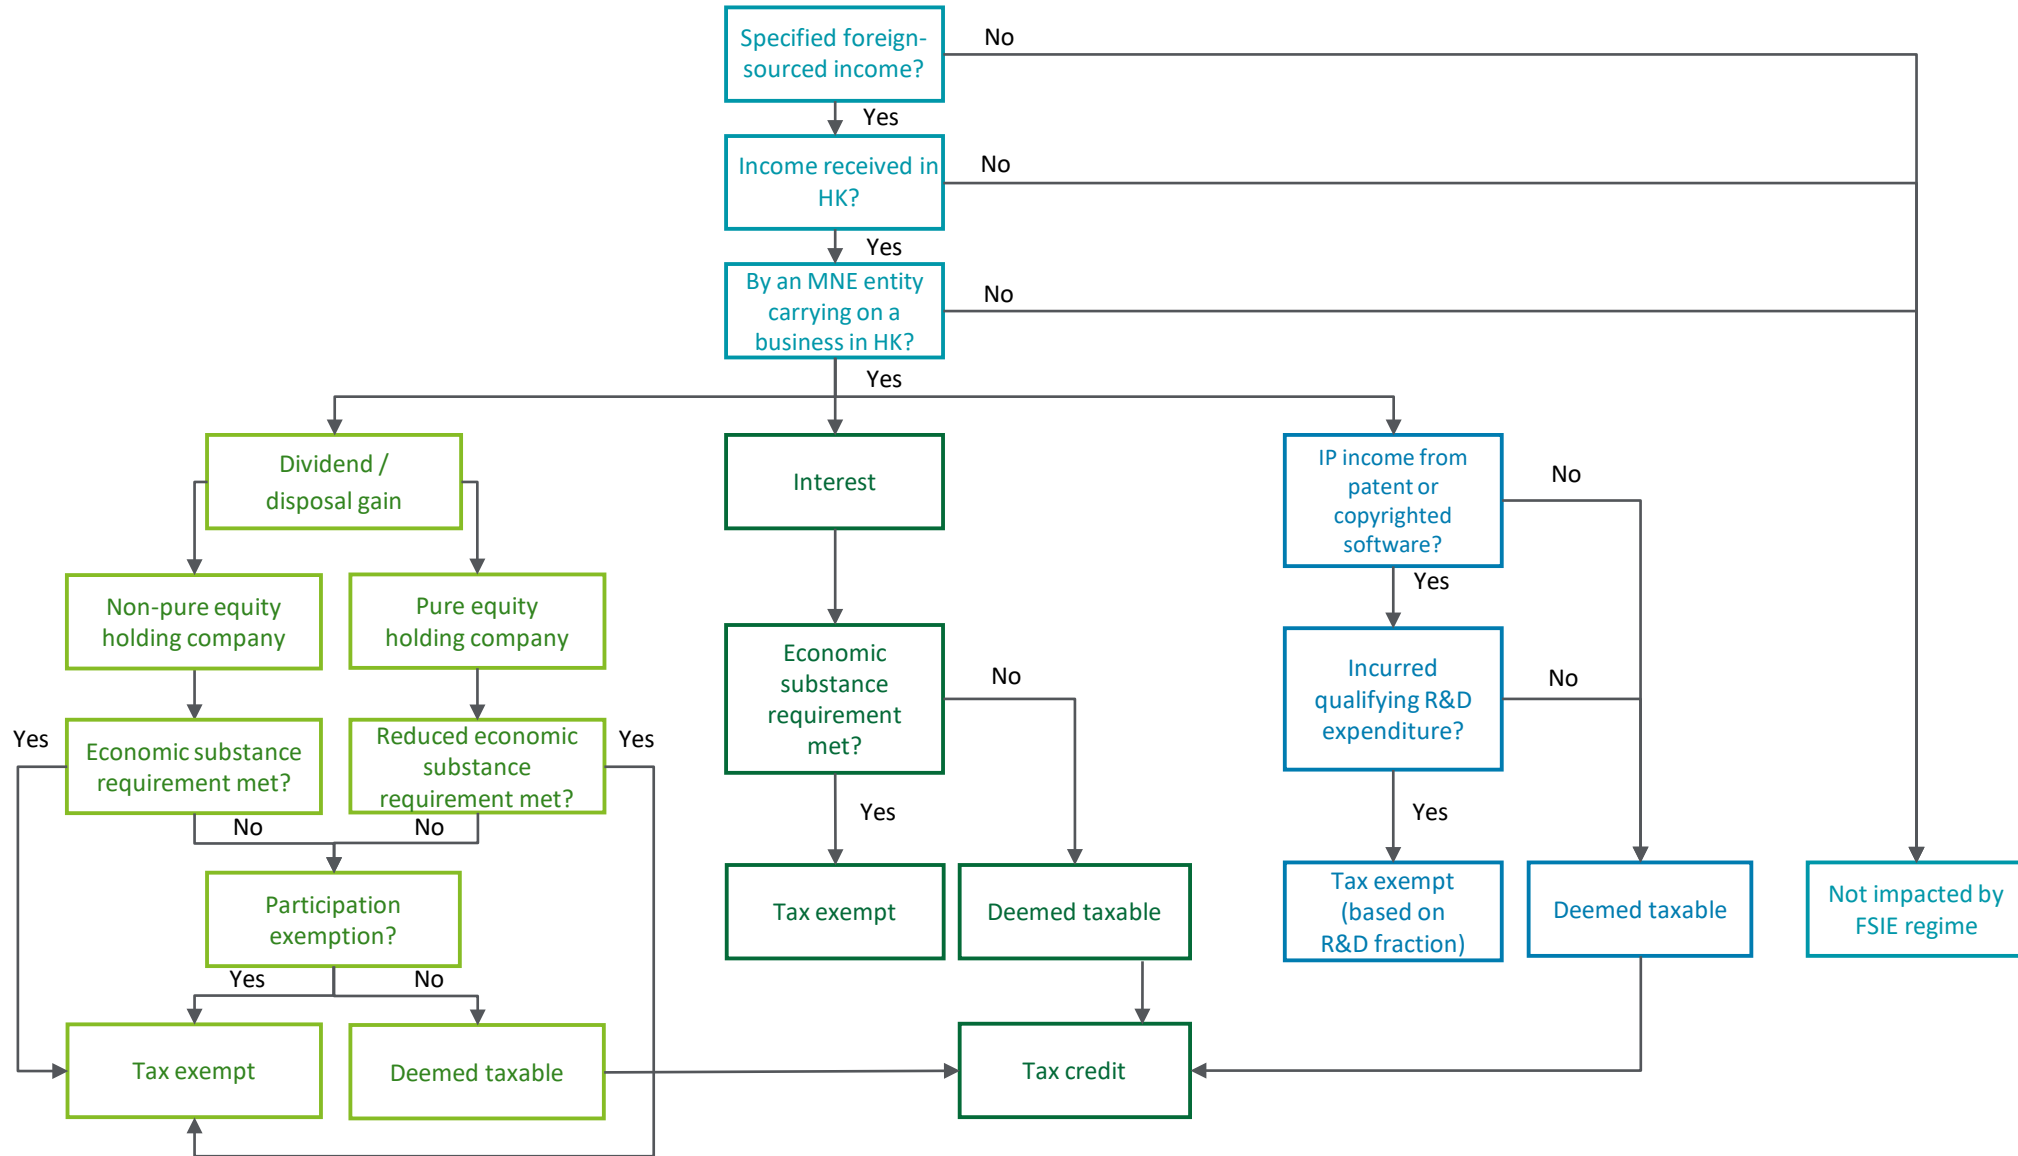 Specified foreign-
sourced income?
No
Yes
Income received in
HK?
No
Yes
By an MNE entity
carrying on a
business in HK?
No
Yes
Dividend /
disposal gain
Non-pure equity
holding company
Pure equity
holding company
Yes
Economic substance
requirement met?
No
Reduced economic
substance
requirement met?
Yes
No
Participation
exemption?
Yes
No
Tax exempt
Deemed taxable
Interest
Economic
substance
requirement
met?
No
Yes
Tax exempt
Deemed taxable
Tax credit
IP income from
patent or
copyrighted
software?
No
Yes
Incurred
qualifying R&D
expenditure?
No
Yes
Tax exempt
(based on
R&D fraction)
Deemed taxable
Not impacted by
FSIE regime